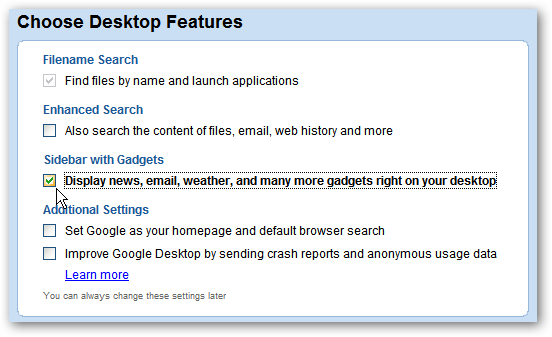 Choose Desktop Features
Filename Search
Find files by name and launch applications
Enhanced Search
Also search the content of files, email, web history and more
Sidebar with Gadgets
Display news, email, weather, and many more gadgets right on your desktop
Additional Settings
Set Google as your homepage and default browser search
Improve Google Desktop by sending crash reports and anonymous usage data
Learn more
You can always change these settings later